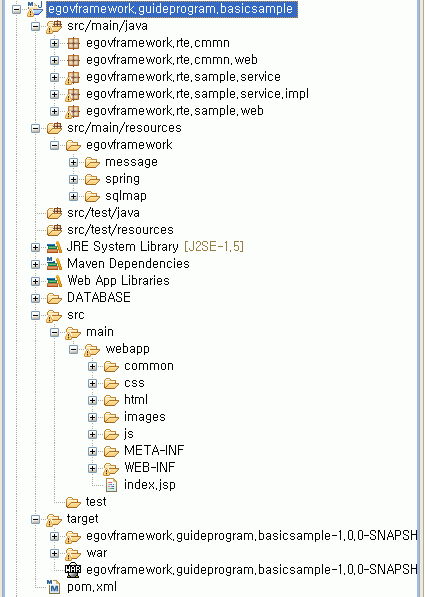 egovframework.guideprogram.basicsample
src/main/java
egovframework.rte.cmmn
egovframework.rte.cmmn.web
egovframework.rte.sample.service
egovframework.rte.sample.service.impl
egovframework.rte.sample.web
src/main/resources
egovframework
message
spring
sqlmap
src/test/java
src/test/resources
JRE System Library [J2SE-1.5]
Maven Dependencies
Web App Libraries
DATABASE
src
main
webapp
common
css
html
images
js
META-INF
WEB-INF
index.jsp
test
target
egovframework.guideprogram.basicsample-1.0.0-SNAPSH
war
egovframework.guideprogram.basicsample-1.0.0-SNAPSH
pom.xml